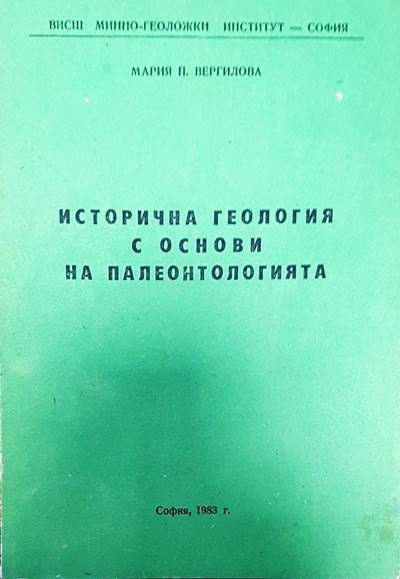 ВИСШ МИННО-ГЕОЛОЖКИ ИНСТИТУТ — СОФИЯ
МАРИЯ П. ВЕРГИЛОВА
ИСТОРИЧНА ГЕОЛОГИЯ
С ОСНОВИ
НА ПАЛЕОНТОЛОГИЯТА
София, 1983 г.